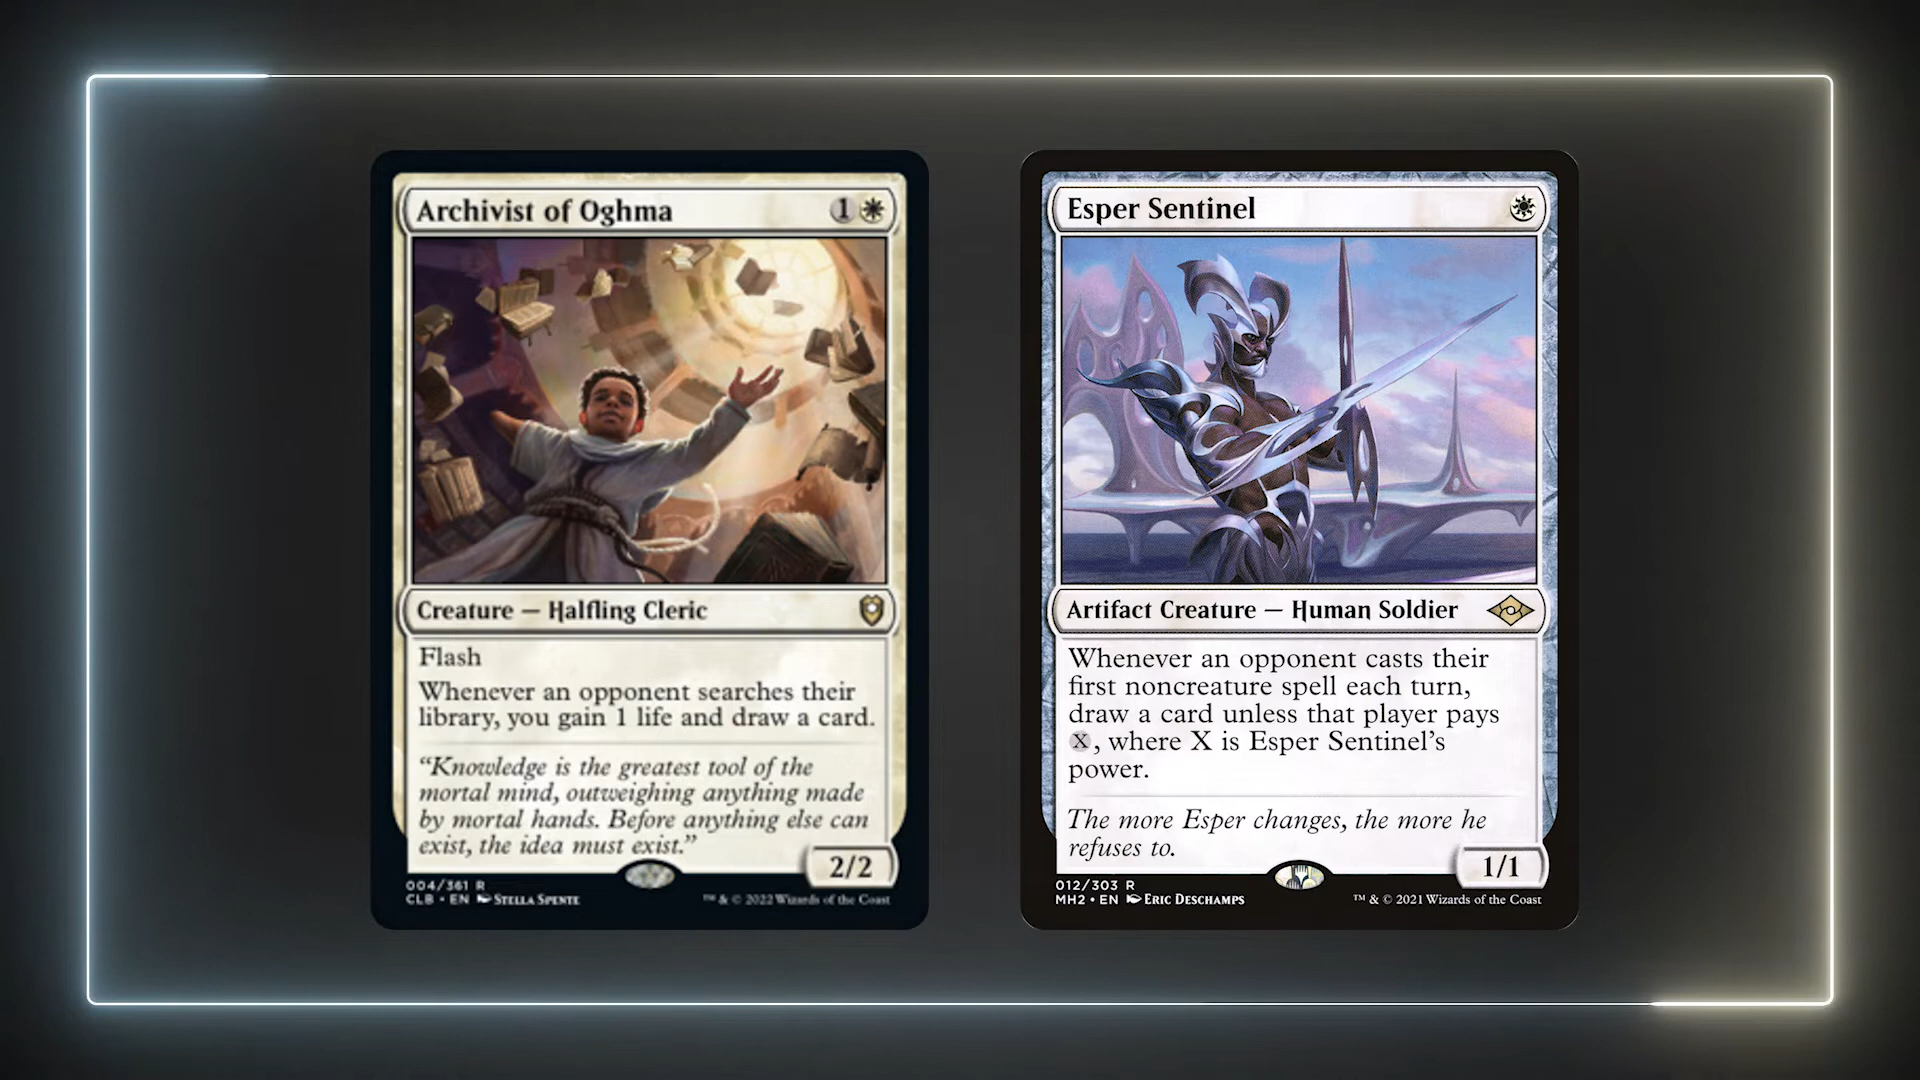 Archivist of Oghma
1
Creature — Halfling Cleric
Flash
Whenever an opponent searches their
library, you gain 1 life and draw a card.
“Knowledge is the greatest tool of the
mortal mind, outweighing anything made
by mortal hands. Before anything else can
exist, the idea must exist.”
2/2
004/361 R
CLB • EN Stella Spente
™ & © 2022 Wizards of the Coast
Esper Sentinel
Artifact Creature — Human Soldier
Whenever an opponent casts their
first noncreature spell each turn,
draw a card unless that player pays
X, where X is Esper Sentinel’s
power.
The more Esper changes, the more he
refuses to.
1/1
012/303 R
MH2 • EN Eric Deschamps
™ & © 2021 Wizards of the Coast